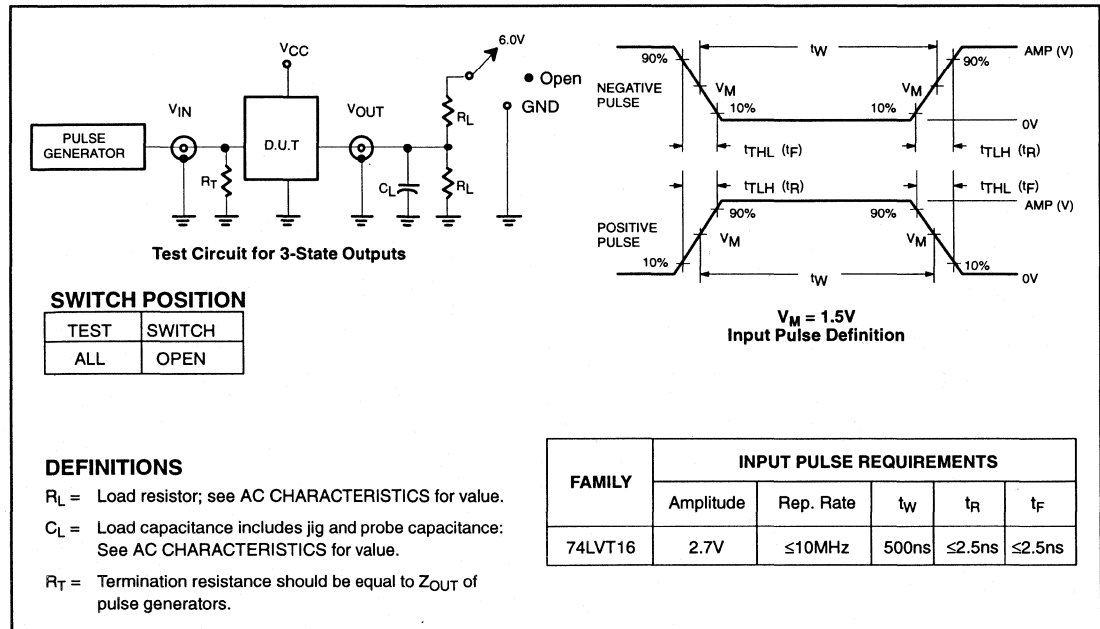 VCC
6.0V
Open
GND
VIN
VOUT
RL
PULSE
GENERATOR
D.U.T
RT
CL
RL
Test Circuit for 3-State Outputs
SWITCH POSITION
TEST SWITCH
ALL OPEN
tW
AMP (V)
90%
90%
NEGATIVE
PULSE
VM
VM
10%
10%
0V
tTHL (tF)
tTLH (tR)
tTLH (tR)
tTHL (tF)
AMP (V)
90%
90%
POSITIVE
PULSE
VM
VM
10%
10%
tW
0V
VM = 1.5V
Input Pulse Definition
DEFINITIONS
RL = Load resistor; see AC CHARACTERISTICS for value.
CL = Load capacitance includes jig and probe capacitance:
See AC CHARACTERISTICS for value.
RT = Termination resistance should be equal to ZOUT of
pulse generators.
FAMILY
INPUT PULSE REQUIREMENTS
Amplitude Rep. Rate tW tR tF
74LVT16 2.7V ≤10MHz 500ns ≤2.5ns ≤2.5ns